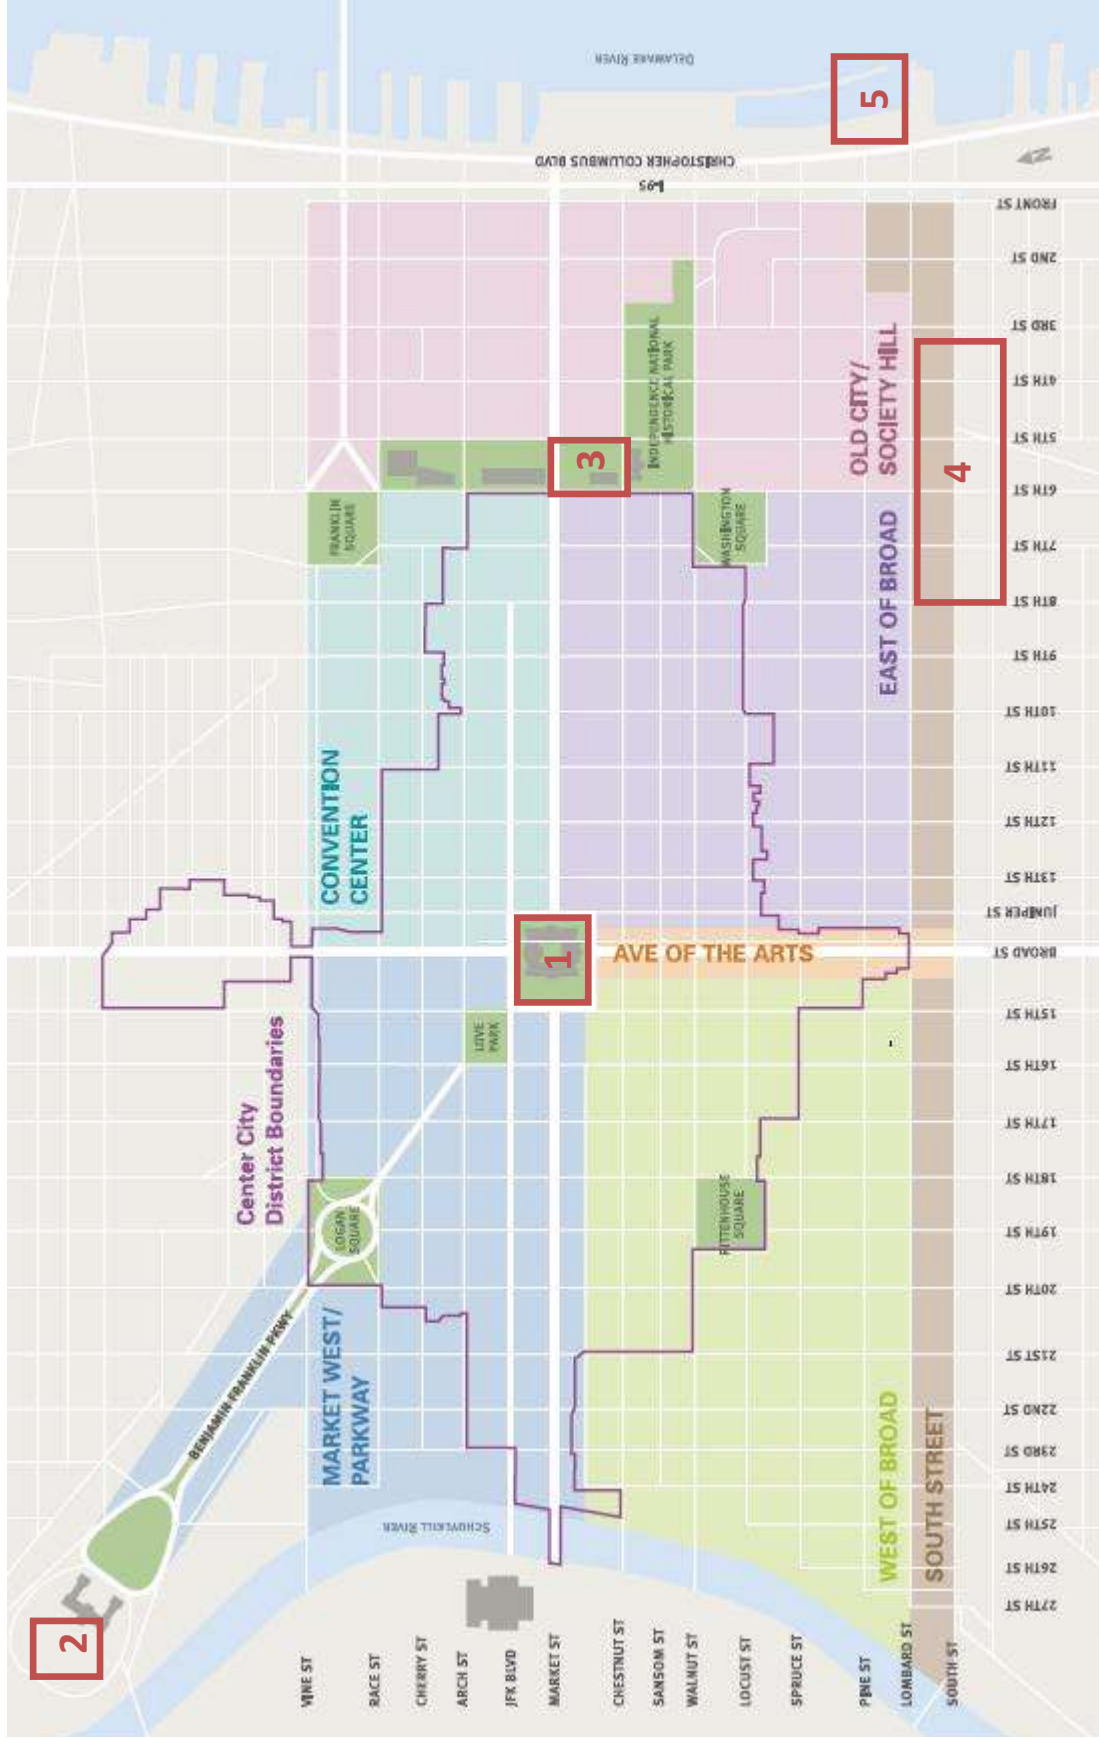 DELAWARE RIVER
CHRISTOPHER COLUMBUS BLVD
I-95
5
FRONT ST
2ND ST
3RD ST
4TH ST
5TH ST
6TH ST
7TH ST
8TH ST
9TH ST
10TH ST
11TH ST
12TH ST
13TH ST
JUNIPER ST
BROAD ST
15TH ST
16TH ST
17TH ST
18TH ST
19TH ST
20TH ST
21ST ST
22ND ST
23RD ST
24TH ST
25TH ST
26TH ST
27TH ST
INDEPENDENCE NATIONAL
HISTORICAL PARK
OLD CITY/
SOCIETY HILL
3
4
FRANKLIN
SQUARE
WASHINGTON
SQUARE
EAST OF BROAD
CONVENTION
CENTER
1
AVE OF THE ARTS
LOVE
PARK
Center City
District Boundaries
LOGAN
SQUARE
RITTENHOUSE
SQUARE
BENJAMIN FRANKLIN PKWY
MARKET WEST/
PARKWAY
WEST OF BROAD
SOUTH STREET
SCHUYLKILL RIVER
2
VINE ST
RACE ST
CHERRY ST
ARCH ST
JFK BLVD
MARKET ST
CHESTNUT ST
SANSOM ST
WALNUT ST
LOCUST ST
SPRUCE ST
PINE ST
LOMBARD ST
SOUTH ST
N